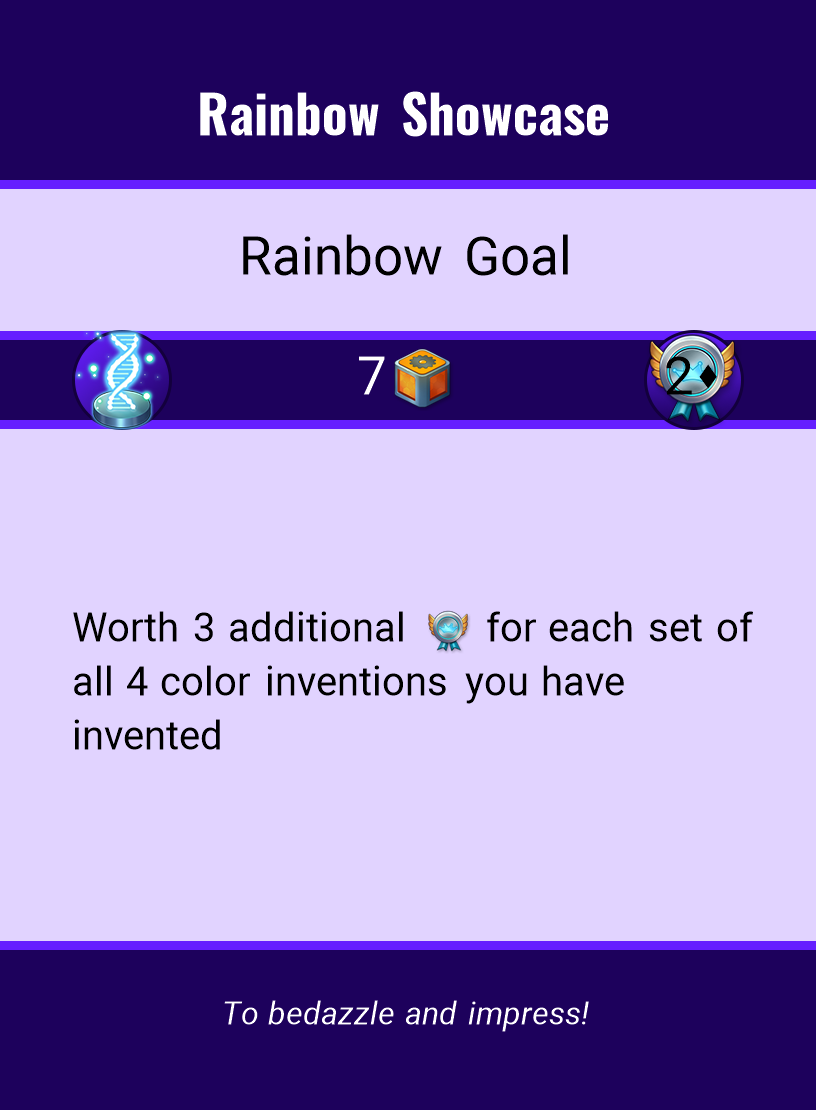 Rainbow Showcase
Rainbow Goal
7
2♦
Worth 3 additional for each set of
all 4 color inventions you have
invented
To bedazzle and impress!